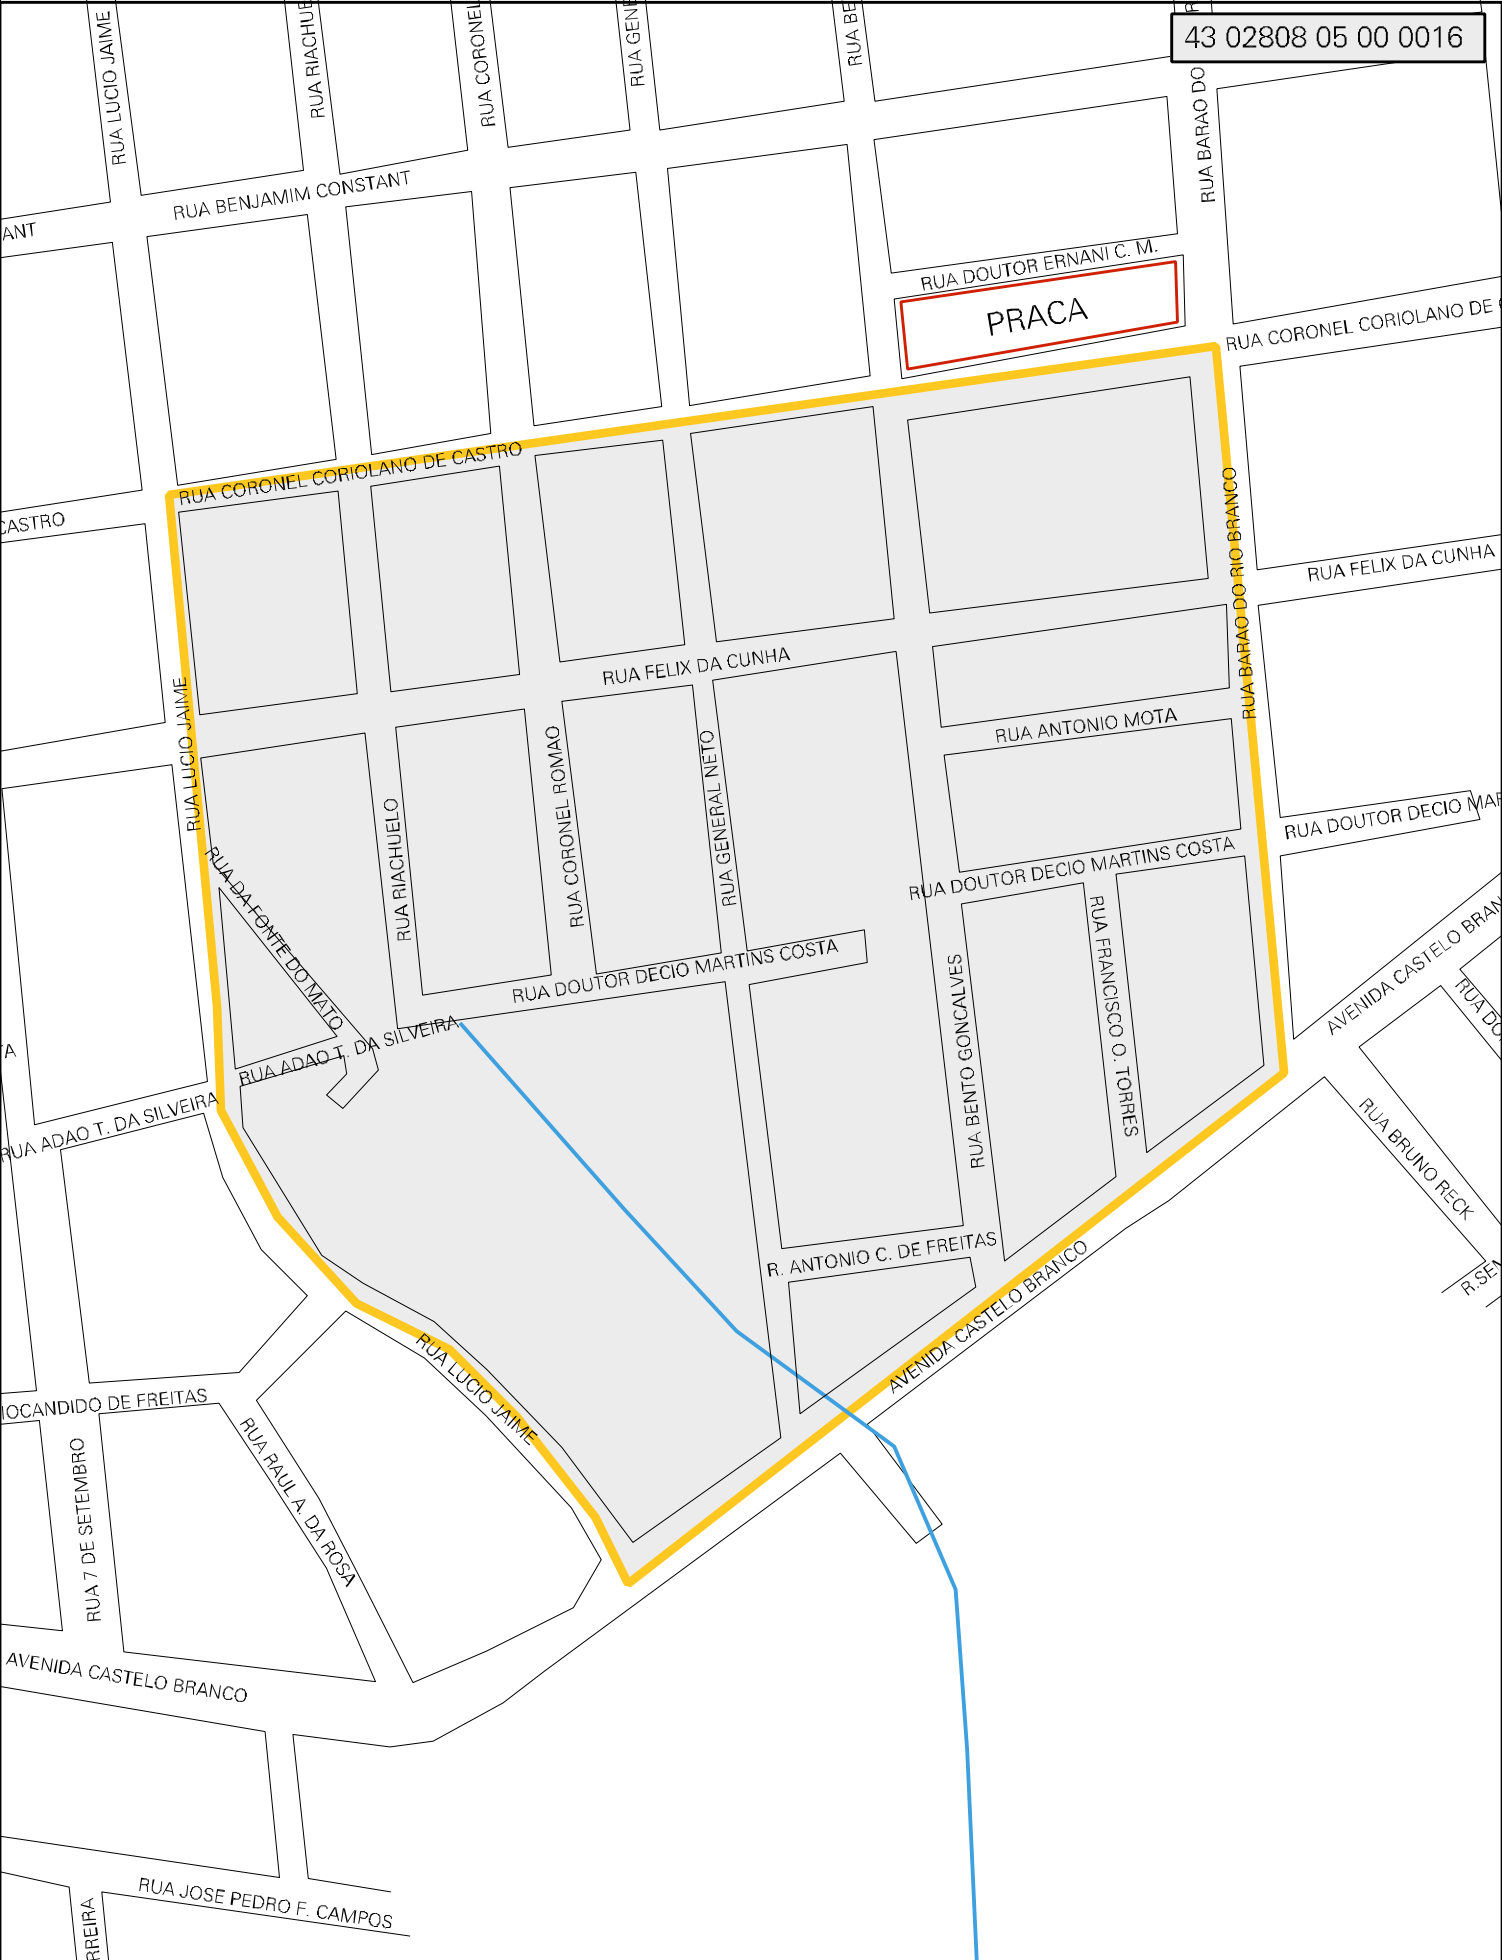 RUA LUCIO JAIME
RUA CORONEL
43 02808 05 00 0016
RUA BENJAMIM CONSTANT
RUA DOUTOR ERNANI C. M.
PRACA
RUA CORONEL CORIOLANO DE
RUA CORONEL CORIOLANO DE CASTRO
CASTRO
RUA BARAO DO RIO BRANCO
RUA FELIX DA CUNHA
RUA FELIX DA CUNHA
RUA LUCIO JAIME
RUA ANTONIO MOTA
RUA RIACHUELO
RUA CORONEL ROMAO
RUA GENERAL NETO
RUA DOUTOR DECIO MAR
RUA DOUTOR DECIO MARTINS COSTA
RUA DA FONTE DO MATO
RUA DOUTOR DECIO MARTINS COSTA
RUA BENTO GONCALVES
RUA FRANCISCO O. TORRES
AVENIDA CASTELO BRAN
RUA DO
RUA ADAO T. DA SILVEIRA
RUA ADAO T. DA SILVEIRA
RUA BRUNO RECK
R. ANTONIO C. DE FREITAS
R.SEN
AVENIDA CASTELO BRANCO
RUA LUCIO JAIME
IOCANDIDO DE FREITAS
RUA RAUL A. DA ROSA
RUA 7 DE SETEMBRO
AVENIDA CASTELO BRANCO
RUA JOSE PEDRO F. CAMPOS
RREIRA
RUA RIACHUE
RUA GENE
RUA BE
RUA BARAO DO
ANT